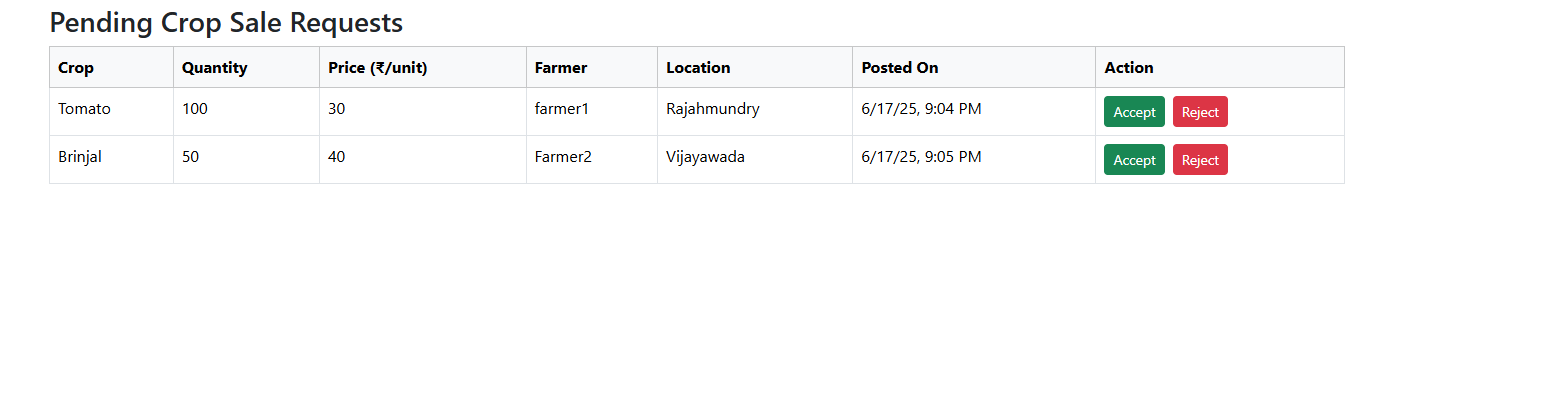 Pending Crop Sale Requests
Crop Quantity Price (₹/unit) Farmer Location Posted On Action
Tomato 100 30 farmer1 Rajahmundry 6/17/25, 9:04 PM Accept Reject
Brinjal 50 40 Farmer2 Vijayawada 6/17/25, 9:05 PM Accept Reject